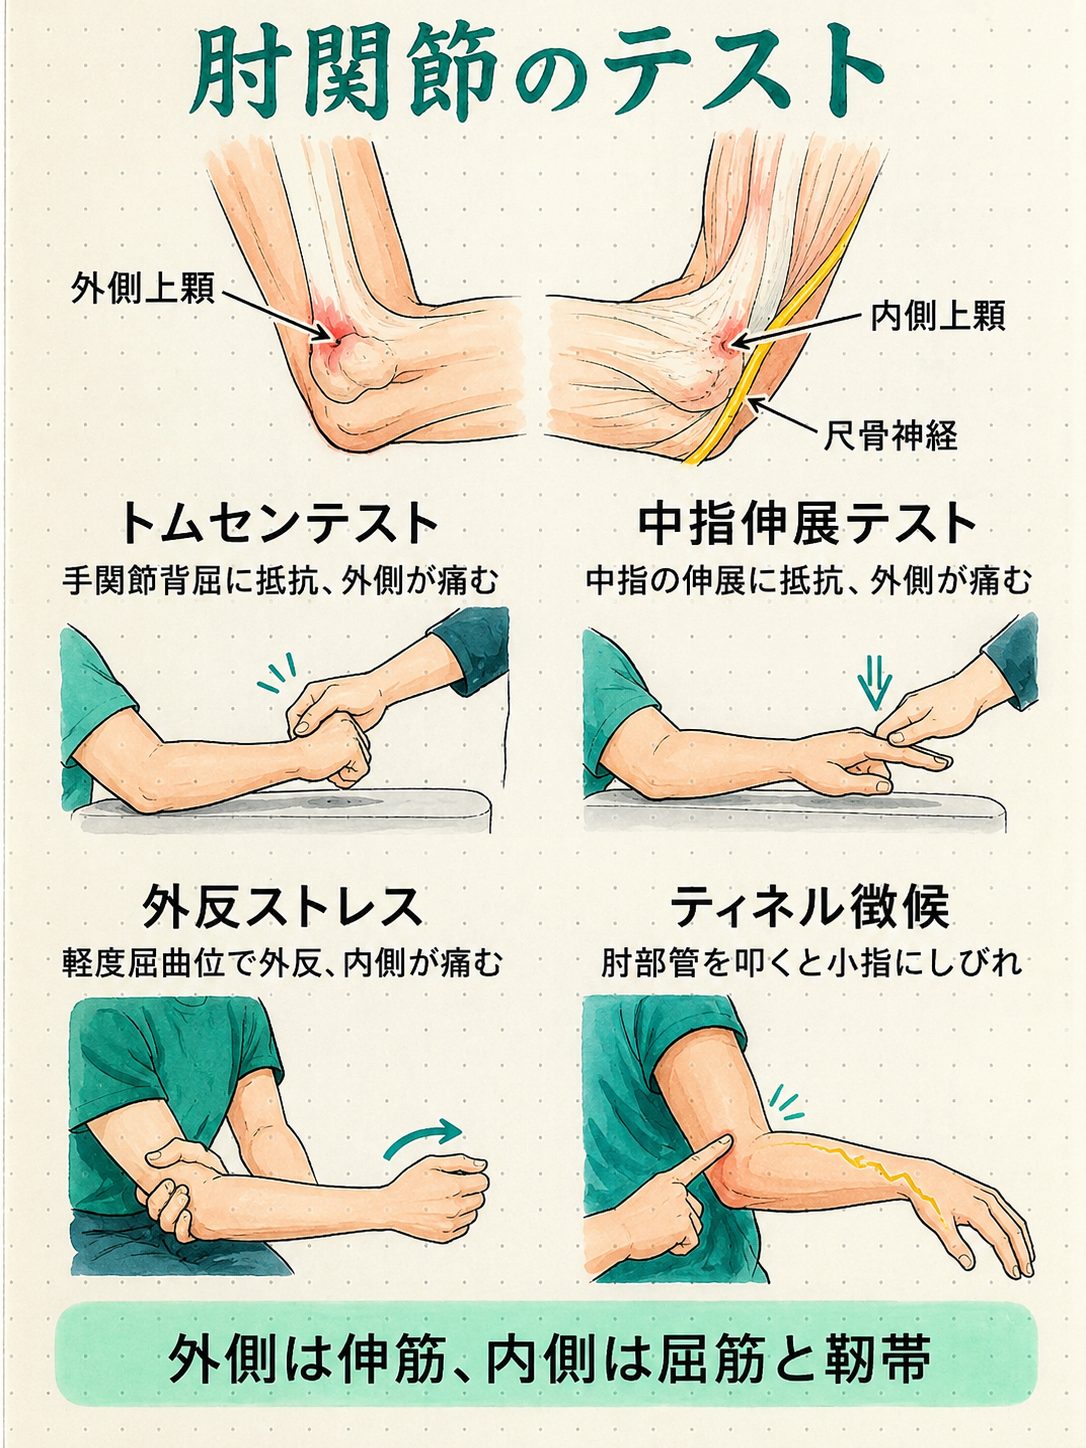 肘関節のテスト
外側上顆
内側上顆
尺骨神経
トムセンテスト
手関節背屈に抵抗、外側が痛む
中指伸展テスト
中指の伸展に抵抗、外側が痛む
外反ストレス
軽度屈曲位で外反、内側が痛む
ティネル徴候
肘部管を叩くと小指にしびれ
外側は伸筋、内側は屈筋と靭帯